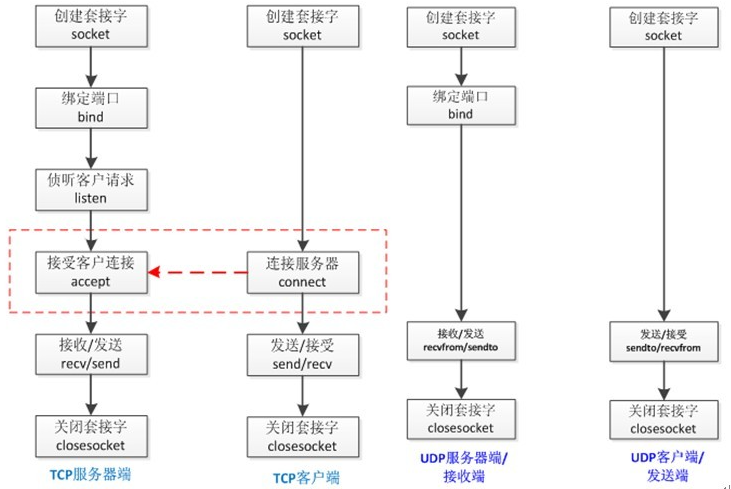 创建套接字
socket
绑定端口
bind
侦听客户请求
listen
接受客户连接
accept
接收/发送
recv/send
关闭套接字
closesocket
TCP服务器端
创建套接字
socket
连接服务器
connect
发送/接受
send/recv
关闭套接字
closesocket
TCP客户端
创建套接字
socket
绑定端口
bind
接收/发送
recvfrom/sendto
关闭套接字
closesocket
UDP服务器端/
接收端
创建套接字
socket
发送/接受
sendto/recvfrom
关闭套接字
closesocket
UDP客户端/
发送端